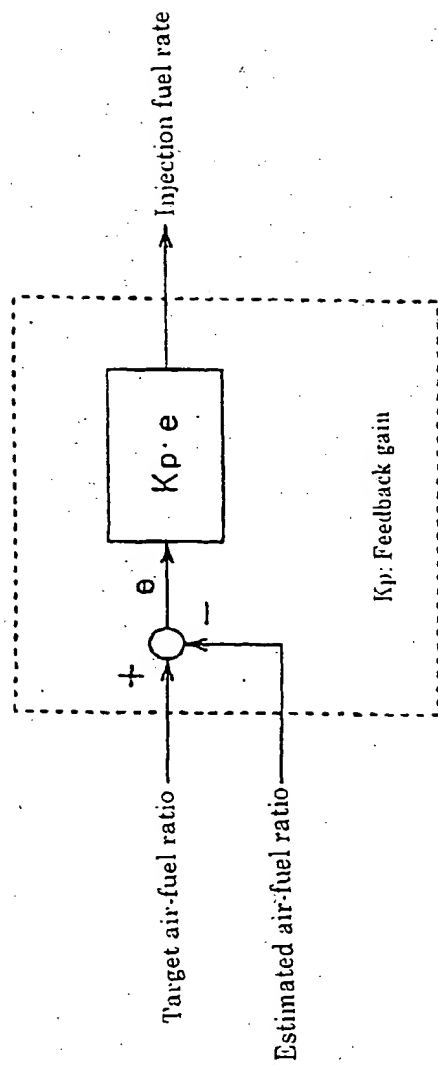 Target air-fuel ratio
+
e
Kp·e
Injection fuel rate
−
Estimated air-fuel ratio
Kp: Feedback gain